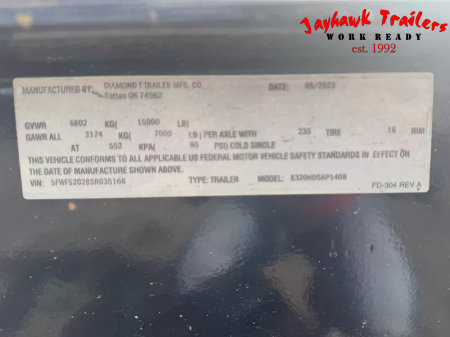 Jayhawk Trailers
WORK READY
est. 1992
MANUFACTURED BY: DIAMOND T TRAILER MFG. CO. DATE: 05/2025
Rattan OK 74562
GVWR 6802 KG( 15000 LB)
GAWR ALL 3174 KG( 7000 LB) PER AXLE WITH 235 TIRE 16 RIM
AT 552 KPA( 80 PSI) COLD SINGLE
THIS VEHICLE CONFORMS TO ALL APPLICABLE US FEDERAL MOTOR VEHICLE SAFETY STANDARDS IN EFFECT ON
THE DATE OF MANUFACTURE SHOWN ABOVE.
VIN: TYPE: TRAILER MODEL:
FD-304 REV A